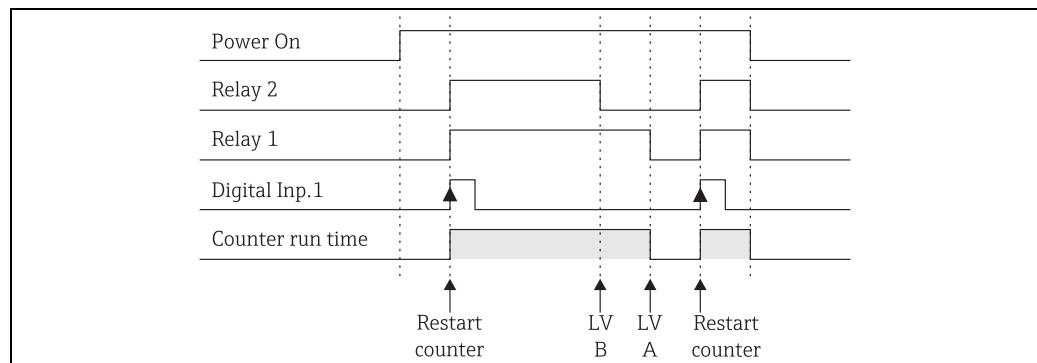 Power On
Relay 2
Relay 1
Digital Inp.1
Counter run time
Restart counter
LV B
LV A
Restart counter